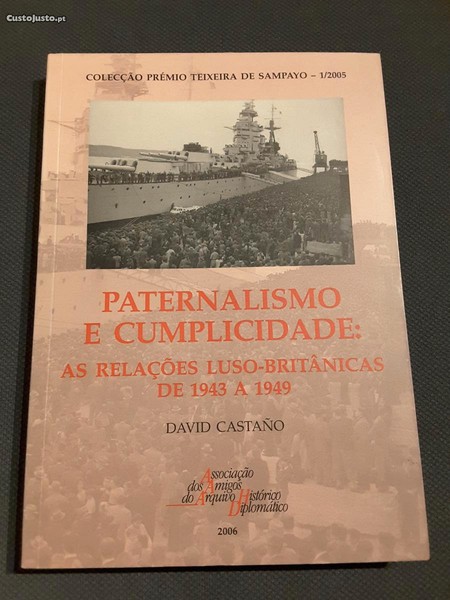 CustoJusto.pt
COLECÇÃO PRÉMIO TEIXEIRA DE SAMPAYO – 1/2005
PATERNALISMO
E CUMPLICIDADE:
AS RELAÇÕES LUSO-BRITÂNICAS
DE 1943 A 1949
DAVID CASTAÑO
Associação
dos Amigos
do Arquivo Histórico
Diplomático
2006